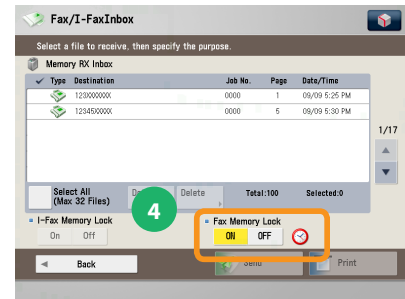 Fax/I-FaxInbox
Select a file to receive, then specify the purpose.
Memory RX Inbox
✓ Type Destination Job No. Page Date/Time
123XXXXXXX 0000 1 09/09 5:25 PM
12345XXXXX 0000 5 09/09 5:30 PM
1/17
Select All
(Max 32 Files)
4
Delete
Total:100
Selected:0
I-Fax Memory Lock
On Off
Fax Memory Lock
ON OFF
Back
Send
Print